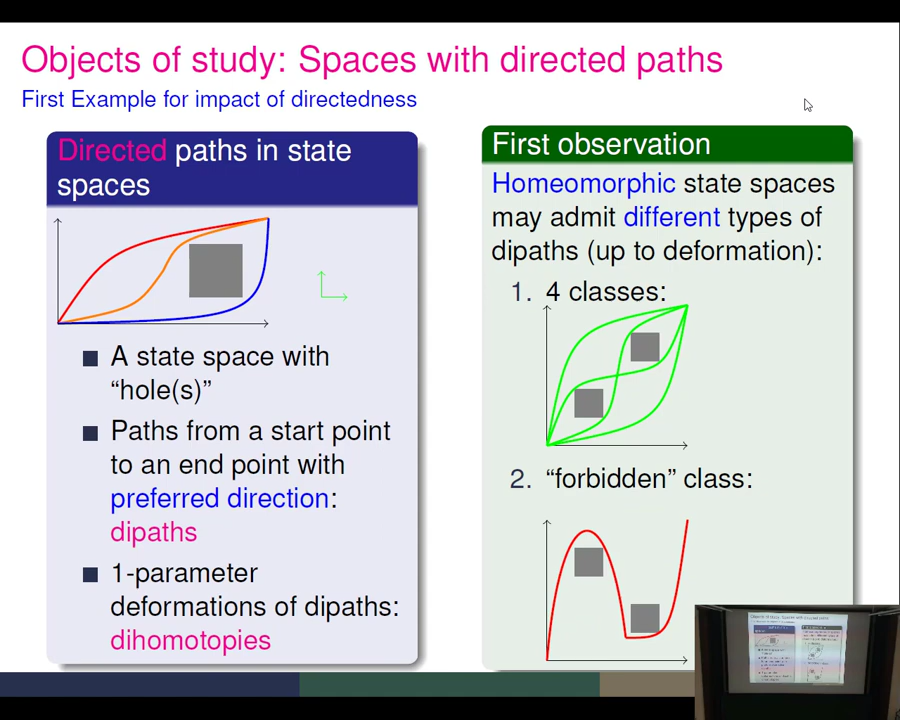 Objects of study: Spaces with directed paths
First Example for impact of directedness
Directed paths in state
spaces
A state space with
“hole(s)”
Paths from a start point
to an end point with
preferred direction:
dipaths
1-parameter
deformations of dipaths:
dihomotopies
First observation
Homeomorphic state spaces
may admit different types of
dipaths (up to deformation):
1. 4 classes:
2. “forbidden” class: